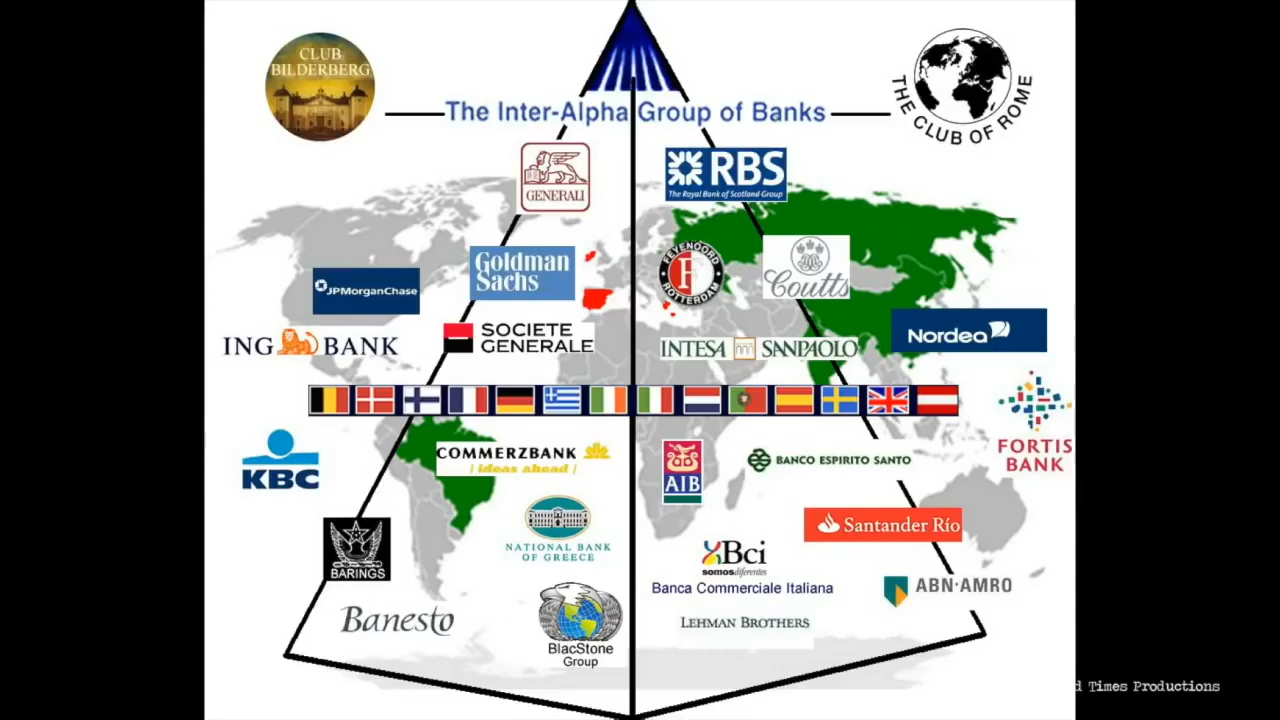 CLUB
BILDERBERG
The Inter-Alpha Group of Banks
THE CLUB OF ROME
GENERALI
RBS
The Royal Bank of Scotland Group
JPMorganChase
Goldman
Sachs
FEYENOORD
F
ROTTERDAM
Coutts
ING BANK
SOCIETE
GENERALE
INTESA SANPAOLO
Nordea
KBC
COMMERZBANK
ideas ahead
AIB
BANCO ESPIRITO SANTO
FORTIS
BANK
BARINGS
NATIONAL BANK
OF GREECE
Santander Río
Bci
somosdiferentes
Banca Commerciale Italiana
ABN·AMRO
Banesto
BlacStone
Group
LEHMAN BROTHERS
d Times Productions